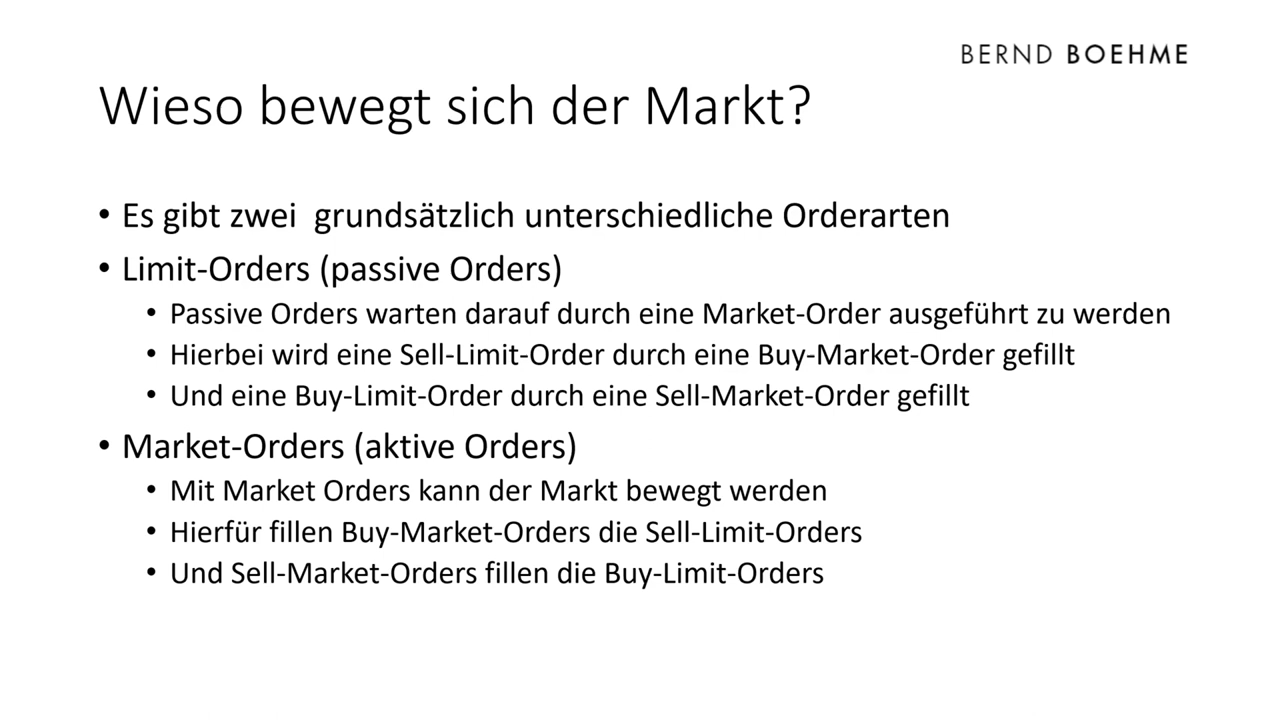 BERND BOEHME
Wieso bewegt sich der Markt?
• Es gibt zwei  grundsätzlich unterschiedliche Orderarten
• Limit-Orders (passive Orders)
• Passive Orders warten darauf durch eine Market-Order ausgeführt zu werden
• Hierbei wird eine Sell-Limit-Order durch eine Buy-Market-Order gefillt
• Und eine Buy-Limit-Order durch eine Sell-Market-Order gefillt
• Market-Orders (aktive Orders)
• Mit Market Orders kann der Markt bewegt werden
• Hierfür fillen Buy-Market-Orders die Sell-Limit-Orders
• Und Sell-Market-Orders fillen die Buy-Limit-Orders